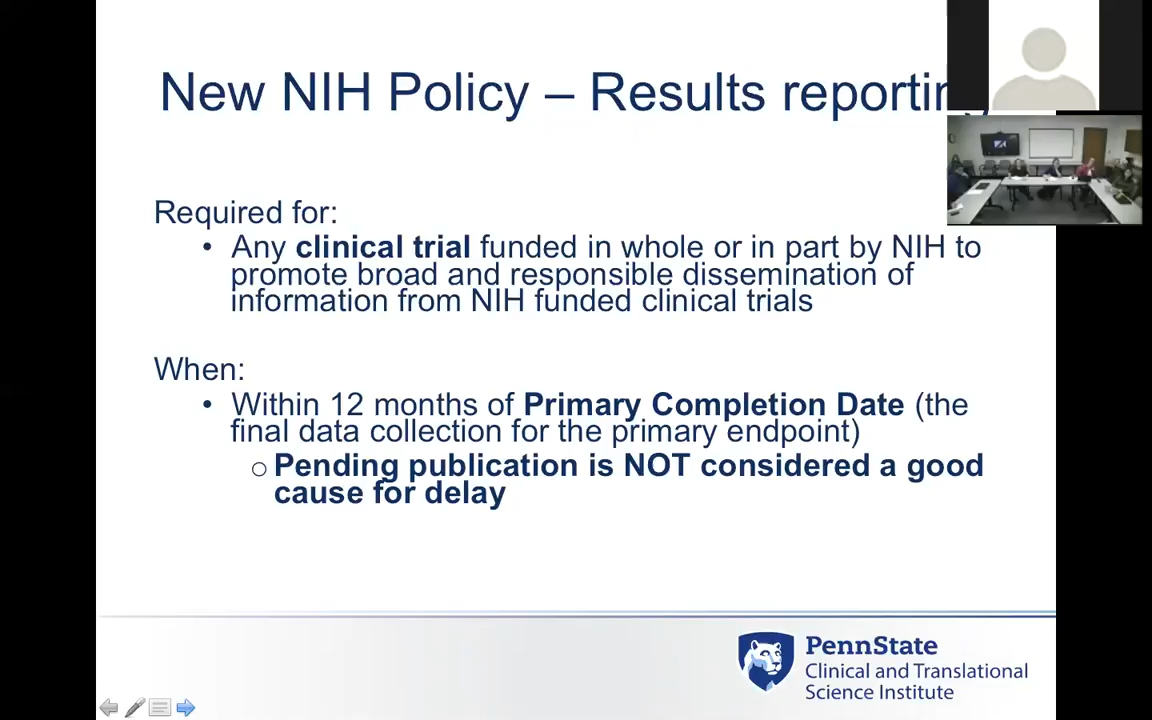 New NIH Policy – Results reporting
Required for:
• Any clinical trial funded in whole or in part by NIH to
promote broad and responsible dissemination of
information from NIH funded clinical trials
When:
• Within 12 months of Primary Completion Date (the
final data collection for the primary endpoint)
○ Pending publication is NOT considered a good
cause for delay
PennState
Clinical and Translational
Science Institute